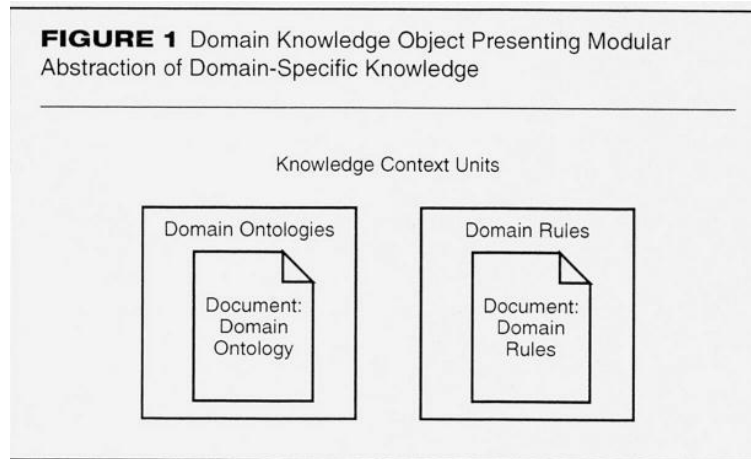 FIGURE 1 Domain Knowledge Object Presenting Modular
Abstraction of Domain-Specific Knowledge
Knowledge Context Units
Domain Ontologies
Document:
Domain
Ontology
Domain Rules
Document:
Domain
Rules